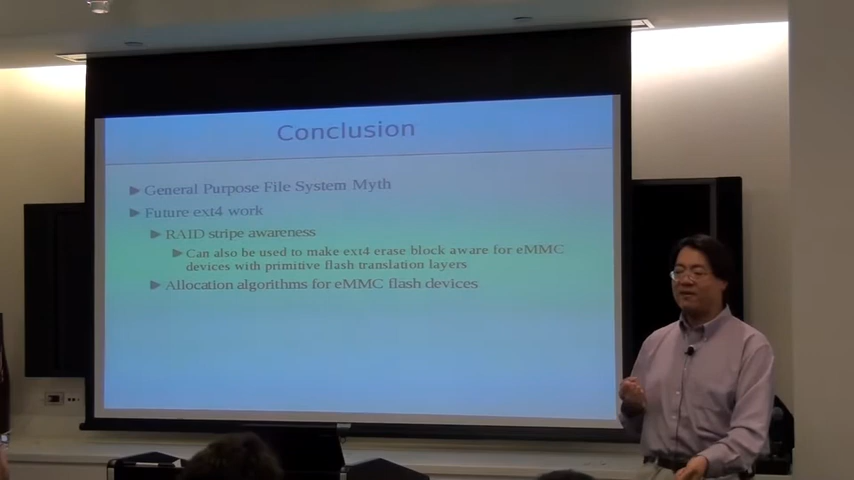 Conclusion
General Purpose File System Myth
Future ext4 work
RAID stripe awareness
Can also be used to make ext4 erase block aware for eMMC
devices with primitive flash translation layers
Allocation algorithms for eMMC flash devices